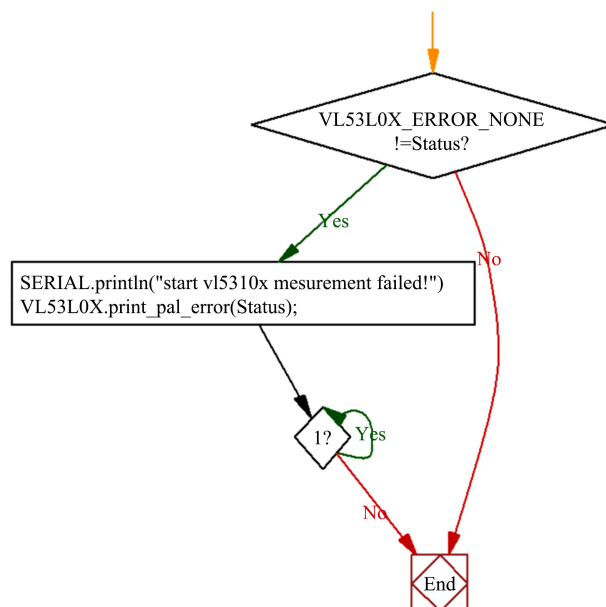 VL53L0X_ERROR_NONE
!=Status?
Yes
No
SERIAL.println("start vl5310x mesurement failed!")
VL53L0X.print_pal_error(Status);
1?
Yes
No
End